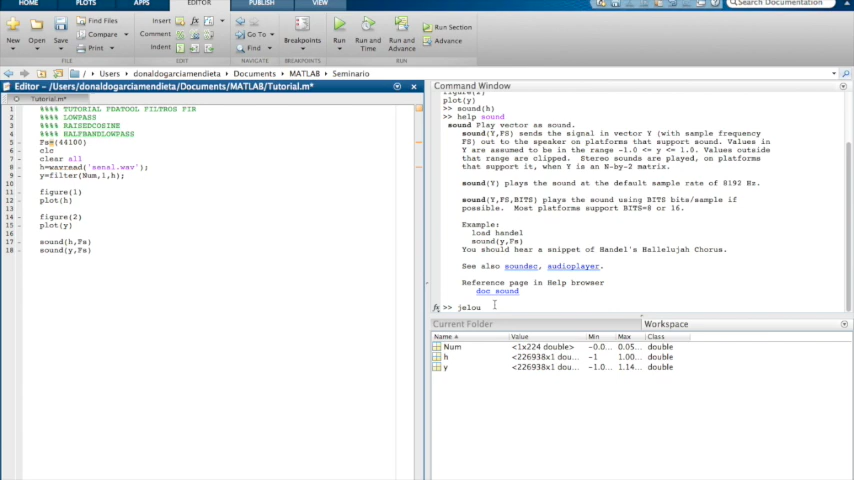 HOME PLOTS APPS EDITOR PUBLISH VIEW
Search Documentation
New Open Save
Find Files
Compare
Print
FILE
Insert
Comment
Indent
EDIT
Go To
Find
NAVIGATE
Breakpoints
BREAKPOINTS
Run
Run and Time
Run and Advance
Run Section
Advance
RUN
/ Users donaldogarciamendieta Documents MATLAB Seminario
Editor - /Users/donaldogarciamendieta/Documents/MATLAB/Tutorial.m*
Tutorial.m*
1 %%%% TUTORIAL FDATOOL FILTROS FIR
2 %%%% LOWPASS
3 %%%% RAISEDCOSINE
4 %%%% HALFBANDLOWPASS
5 - Fs=(44100)
6 - clc
7 - clear all
8 - h=wavread('senal.wav');
9 - y=filter(Num,1,h);
10
11 - figure(1)
12 - plot(h)
13
14 - figure(2)
15 - plot(y)
16
17 - sound(h,Fs)
18 - sound(y,Fs)
Command Window
figure(1)
plot(y)
>> sound(h)
>> help sound
sound Play vector as sound.
sound(Y,FS) sends the signal in vector Y (with sample frequency
FS) out to the speaker on platforms that support sound. Values in
Y are assumed to be in the range -1.0 <= y <= 1.0. Values outside
that range are clipped.  Stereo sounds are played, on platforms
that support it, when Y is an N-by-2 matrix.
sound(Y) plays the sound at the default sample rate of 8192 Hz.
sound(Y,FS,BITS) plays the sound using BITS bits/sample if
possible.  Most platforms support BITS=8 or 16.
Example:
load handel
sound(y,Fs)
You should hear a snippet of Handel's Hallelujah Chorus.
See also soundsc, audioplayer.
Reference page in Help browser
doc sound
fx >> jelou
Current Folder Workspace
Name Value Min Max Class
Num <1x224 double> -0.0... 0.05... double
h <226938x1 dou... -1 1.00... double
y <226938x1 dou... -1.0... 1.14... double